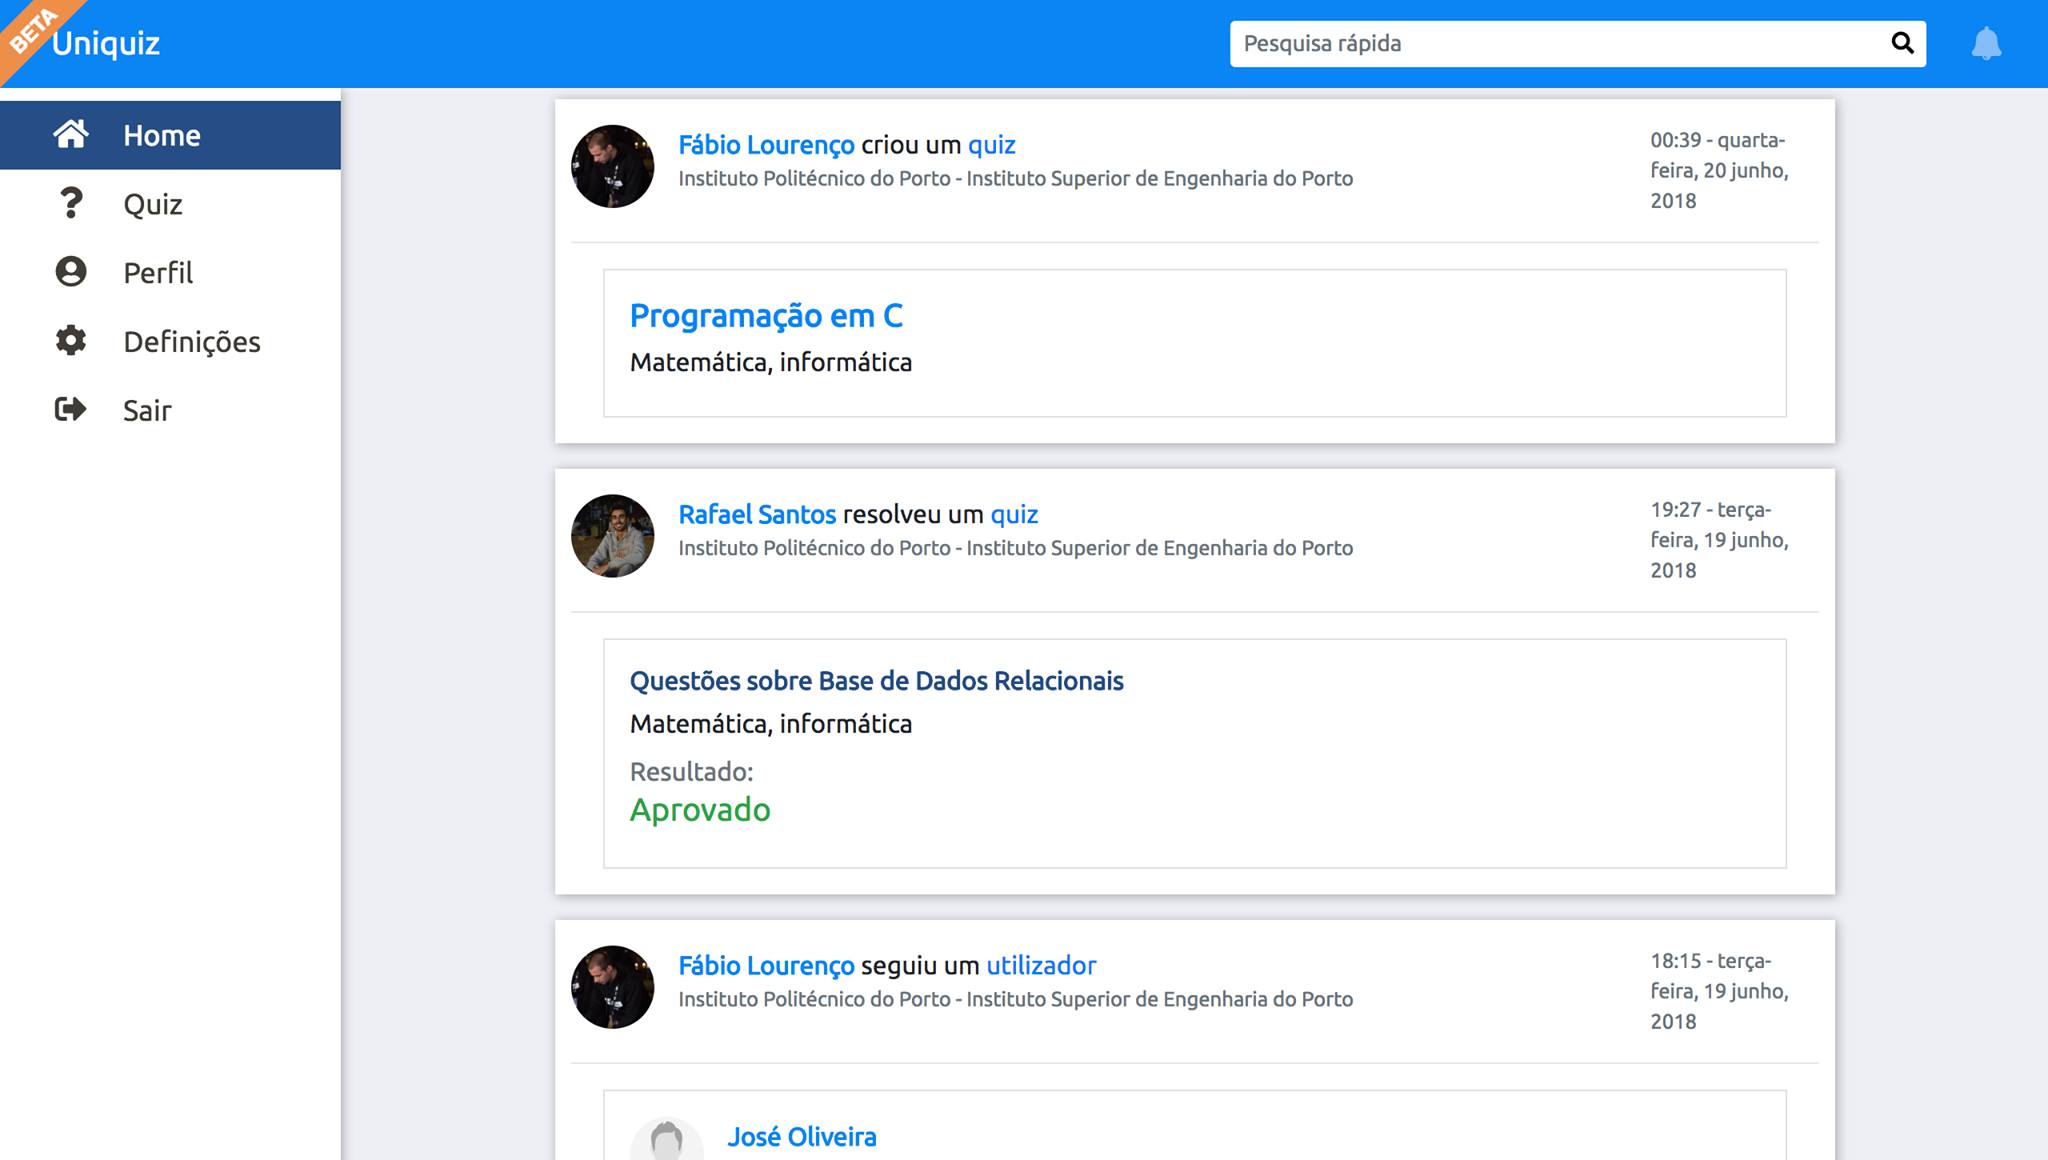 BETA
Uniquiz
Pesquisa rápida
Home
Quiz
Perfil
Definições
Sair
Fábio Lourenço criou um quiz
Instituto Politécnico do Porto - Instituto Superior de Engenharia do Porto
00:39 - quarta-
feira, 20 junho,
2018
Programação em C
Matemática, informática
Rafael Santos resolveu um quiz
Instituto Politécnico do Porto - Instituto Superior de Engenharia do Porto
19:27 - terça-
feira, 19 junho,
2018
Questões sobre Base de Dados Relacionais
Matemática, informática
Resultado:
Aprovado
Fábio Lourenço seguiu um utilizador
Instituto Politécnico do Porto - Instituto Superior de Engenharia do Porto
18:15 - terça-
feira, 19 junho,
2018
José Oliveira